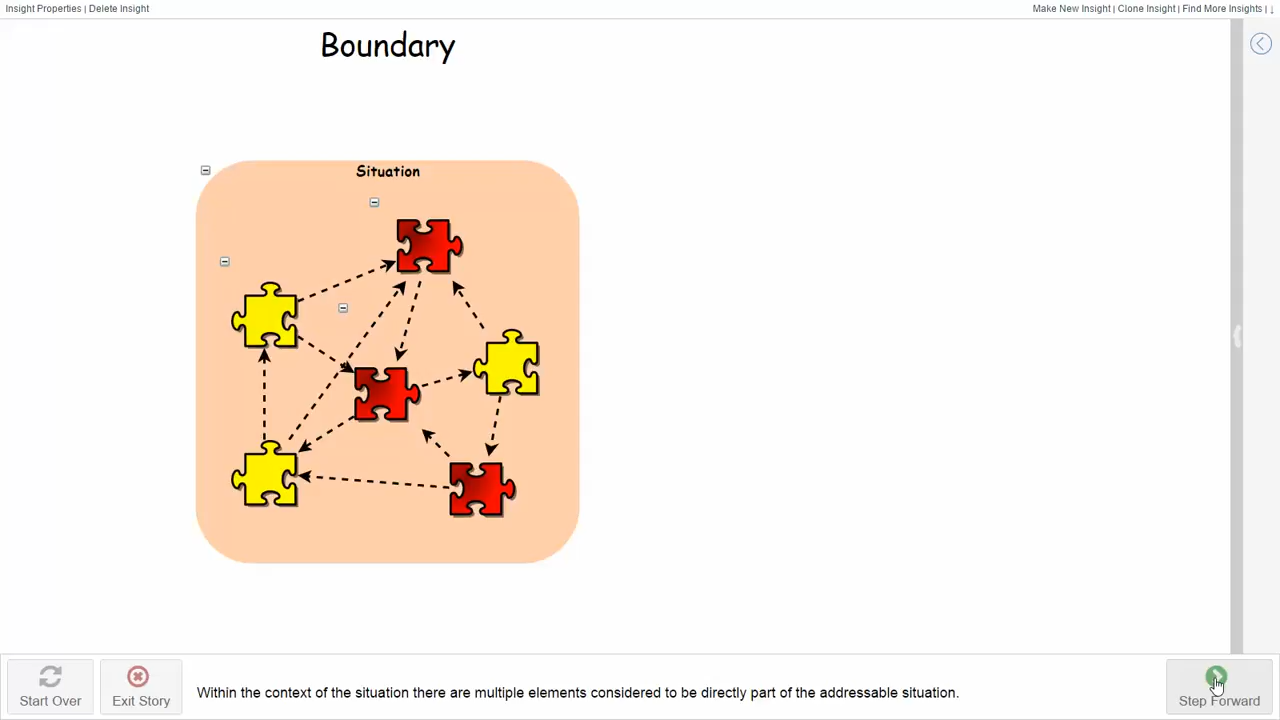 Insight Properties | Delete Insight
Make New Insight | Clone Insight | Find More Insights | ↓
Boundary
Situation
Start Over
Exit Story
Within the context of the situation there are multiple elements considered to be directly part of the addressable situation.
Step Forward